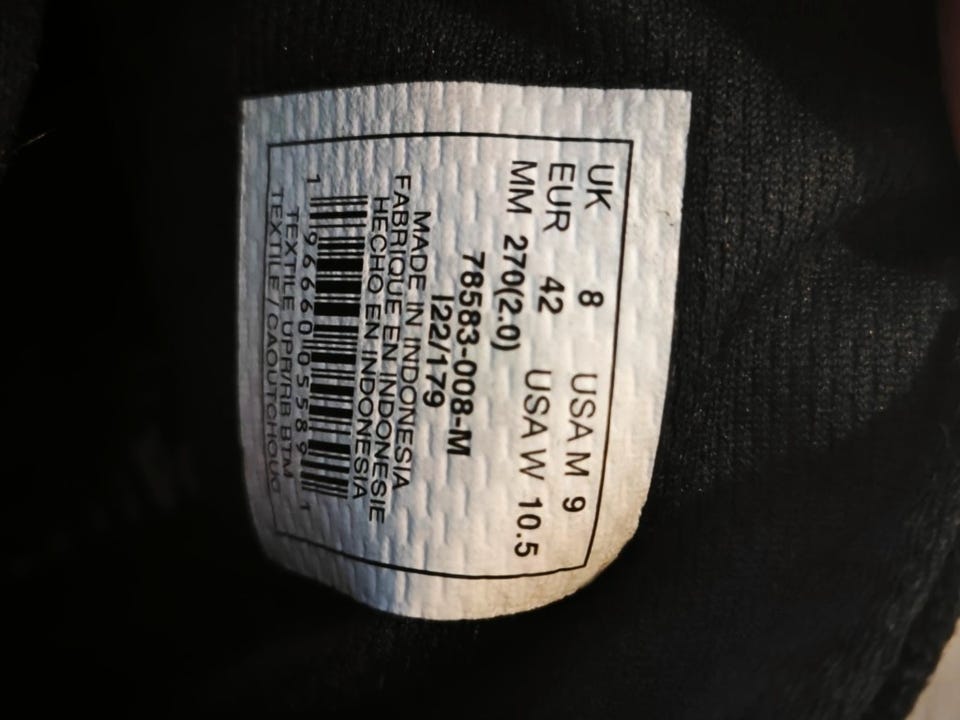 UK 8 USA M 9
EUR 42 USA W 10.5
MM 270(2.0)
78583-008-M
I22/179
MADE IN INDONESIA
FABRIQUE EN INDONESIE
HECHO EN INDONESIA
1 96660 05589 1
TEXTILE UPR/RB BTM
TEXTILE / CAOUTCHOUC